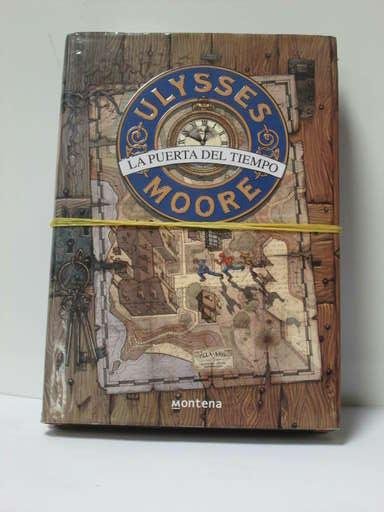 ULYSSES
LA PUERTA DEL TIEMPO
MOORE
montena